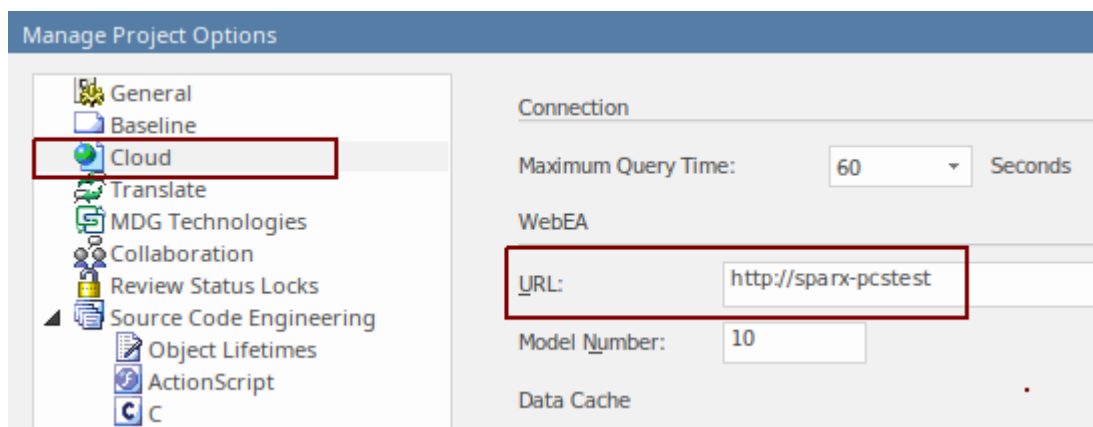 Manage Project Options
General
Baseline
Cloud
Translate
MDG Technologies
Collaboration
Review Status Locks
Source Code Engineering
Object Lifetimes
ActionScript
C
Connection
Maximum Query Time: 60 Seconds
WebEA
URL: http://sparx-pcstest
Model Number: 10
Data Cache